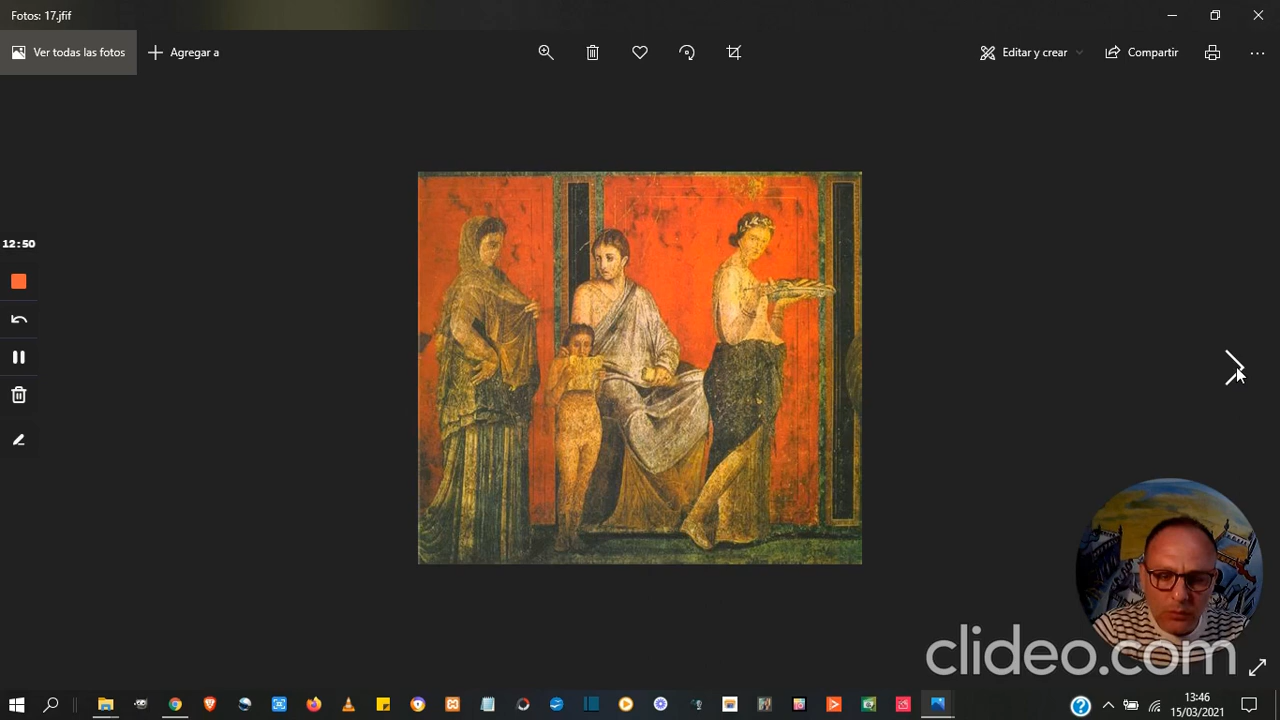 Fotos: 17.jfif
Ver todas las fotos
Agregar a
Editar y crear
Compartir
12:50
clideo.com
13:46
15/03/2021